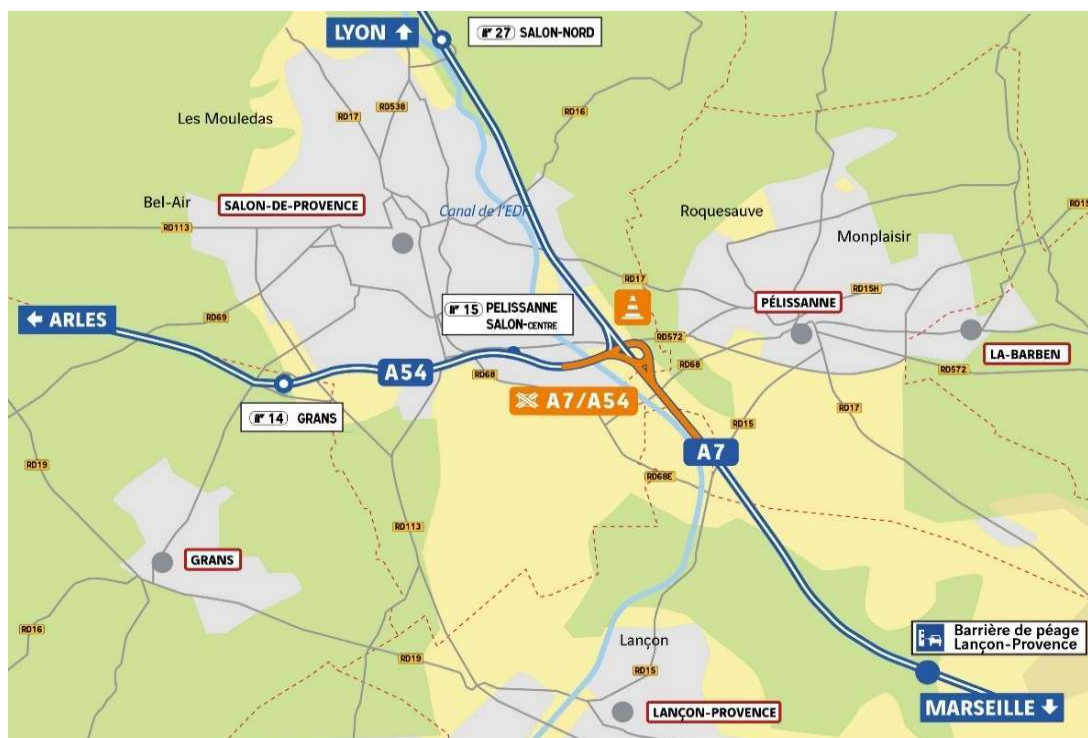 LYON ↑
27 SALON-NORD
RD538
RD17
RD16
Les Mouledas
Bel-Air
SALON-DE-PROVENCE
Canal de l'EDF
Roquesauve
RD15
RD113
Monplaisir
RD17
RD15H
PÉLISSANNE
15 PELISSANNE
SALON-CENTRE
← ARLES
RD69
RD572
LA-BARBEN
RD68
RD68
RD572
A54
A7/A54
14 GRANS
RD17
RD15
A7
RD19
RD68E
RD113
GRANS
RD16
Lançon
Barrière de péage
Lançon-Provence
RD19
RD15
LANÇON-PROVENCE
MARSEILLE ↓